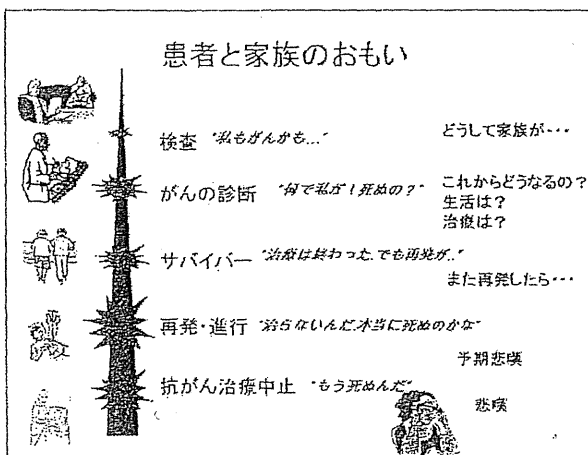 患者と家族のおもい
検査 "私もがんかも…"
どうして家族が・・・
がんの診断 "何で私が！死ぬの？"
これからどうなるの？
生活は？
治療は？
サバイバー "治療は終わった.でも再発が.."
また再発したら・・・
再発・進行 "治らないんだ.本当に死ぬのかな"
予期悲嘆
抗がん治療中止 "もう死ぬんだ"
悲嘆